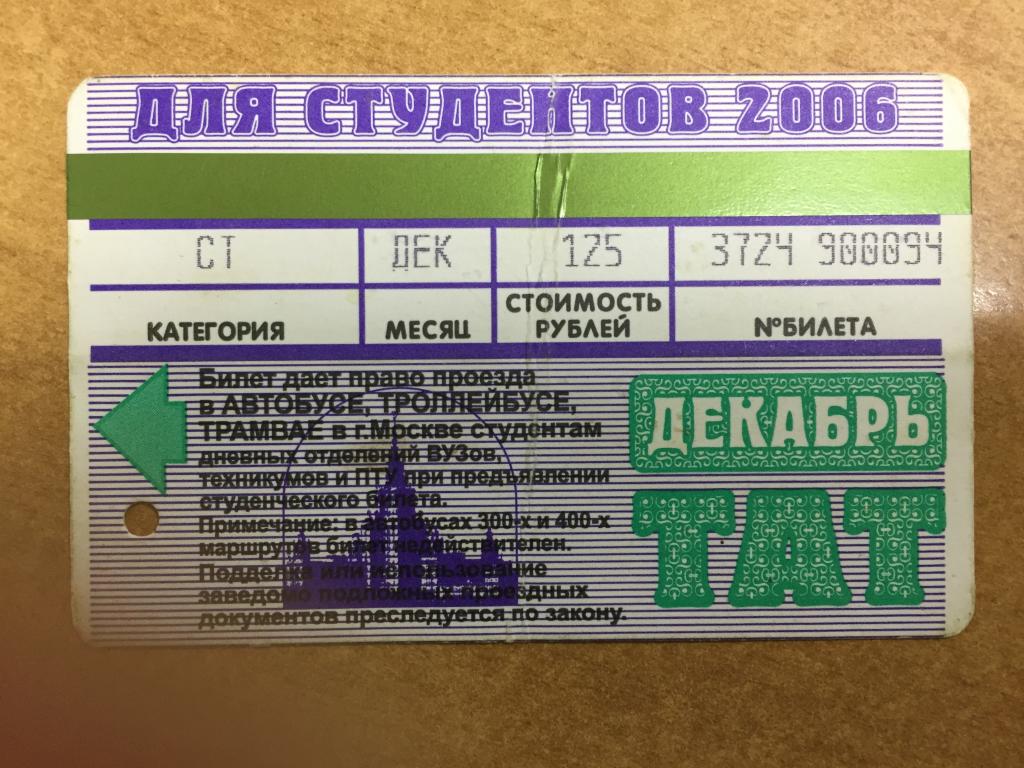 ДЛЯ СТУДЕНТОВ 2006
СТ ДЕК 125 3724 900094
КАТЕГОРИЯ МЕСЯЦ СТОИМОСТЬ РУБЛЕЙ №БИЛЕТА
Билет дает право проезда
в АВТОБУСЕ, ТРОЛЛЕЙБУСЕ,
ТРАМВАЕ в г.Москве студентам
дневных отделений ВУЗов,
техникумов и ПТУ при предъявлении
студенческого билета.
Примечание: в автобусах 300-х и 400-х
маршрутов билет недействителен.
Подделка или использование
заведомо подложных проездных
документов преследуется по закону.
ДЕКАБРЬ
ТАТ